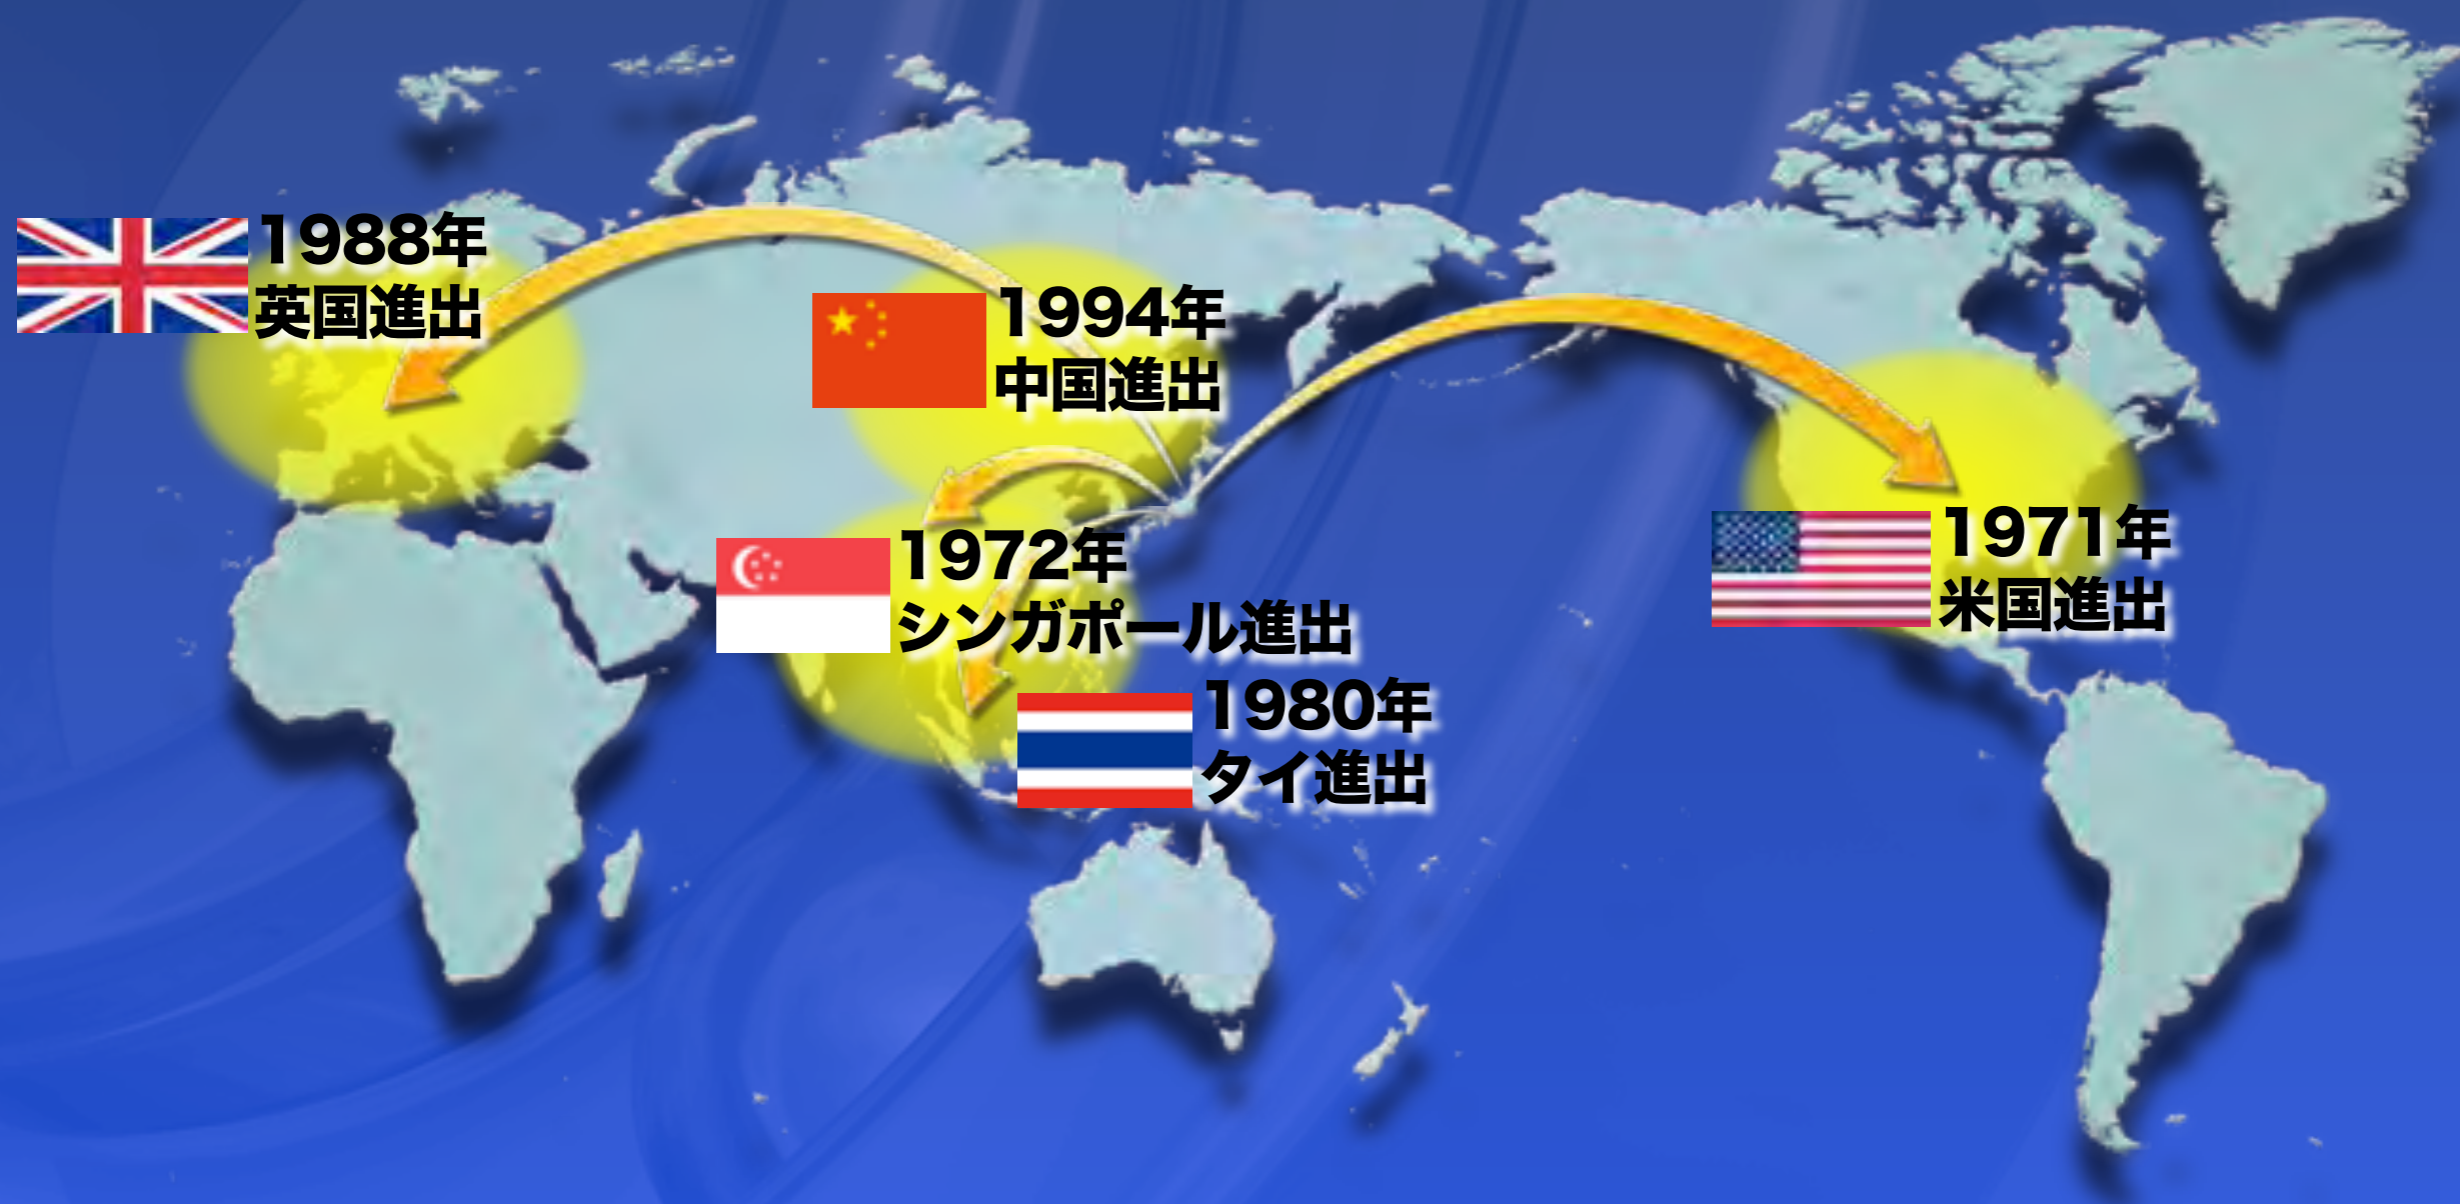 1988年
英国進出
1994年
中国進出
1972年
シンガポール進出
1980年
タイ進出
1971年
米国進出